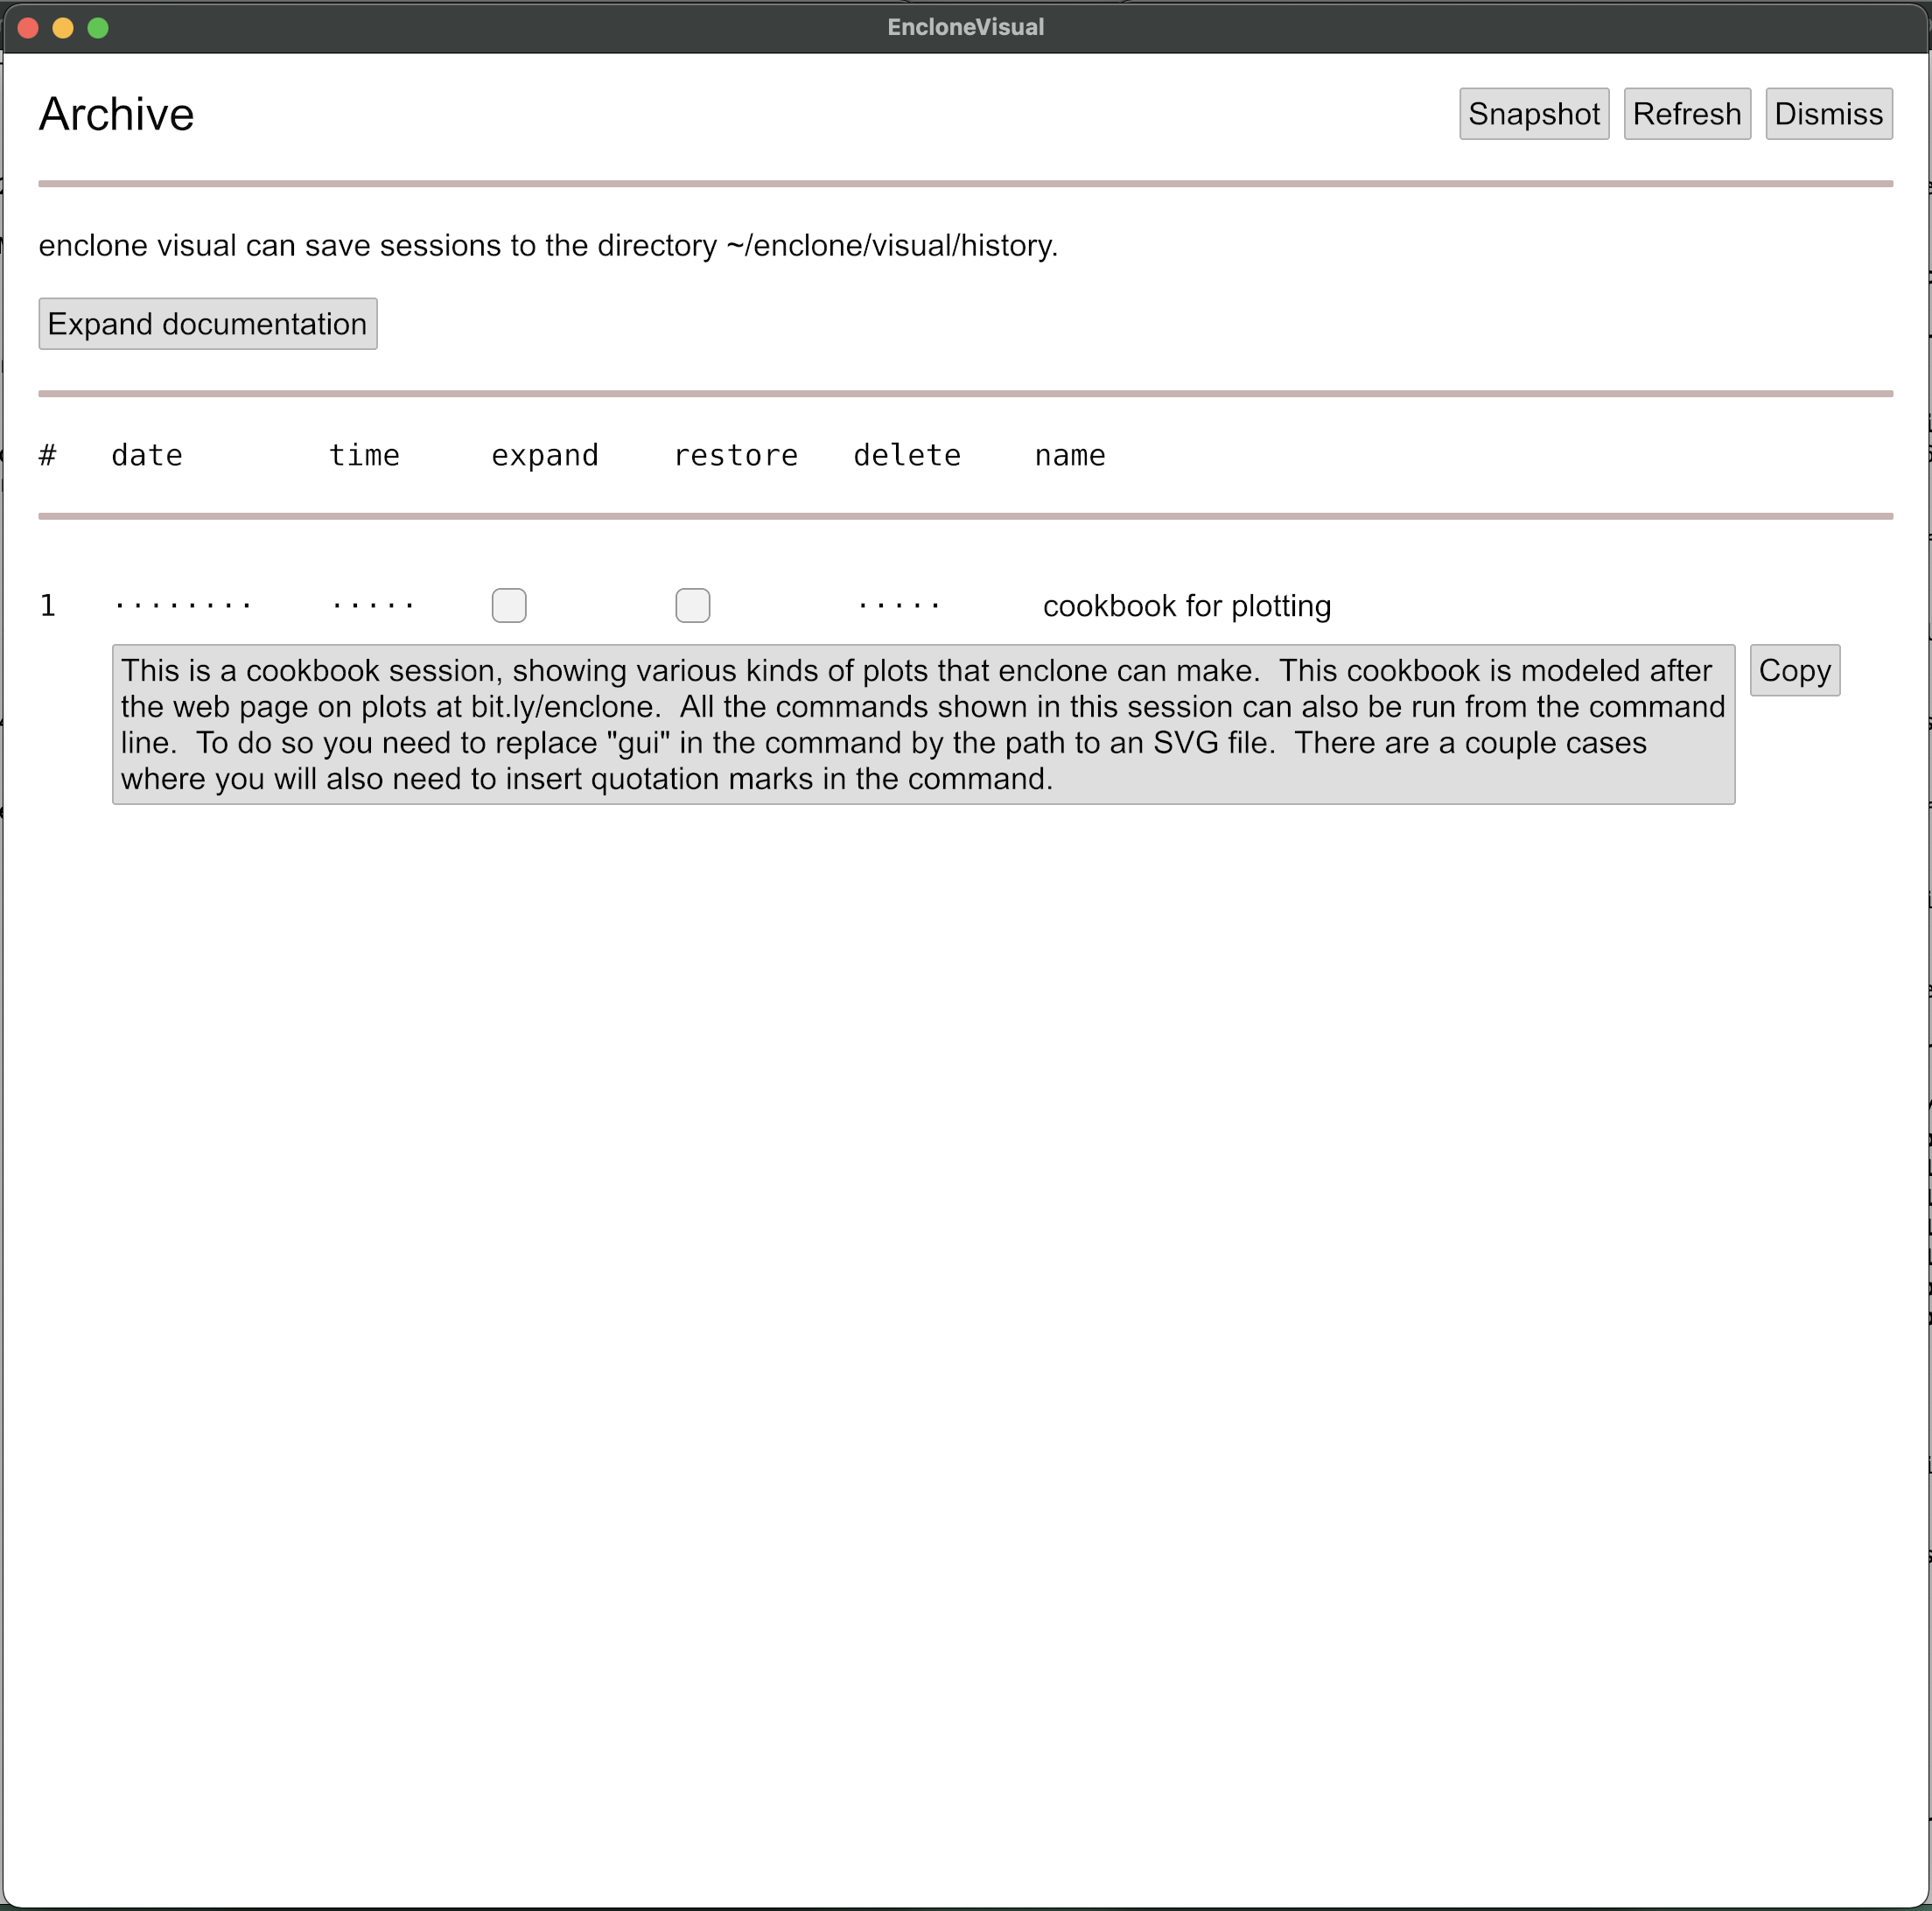 EncloneVisual
Archive
Snapshot
Refresh
Dismiss
enclone visual can save sessions to the directory ~/enclone/visual/history.
Expand documentation
# date time expand restore delete name
1 ········ ····· ····· cookbook for plotting
This is a cookbook session, showing various kinds of plots that enclone can make.  This cookbook is modeled after
the web page on plots at bit.ly/enclone.  All the commands shown in this session can also be run from the command
line.  To do so you need to replace "gui" in the command by the path to an SVG file.  There are a couple cases
where you will also need to insert quotation marks in the command.
Copy